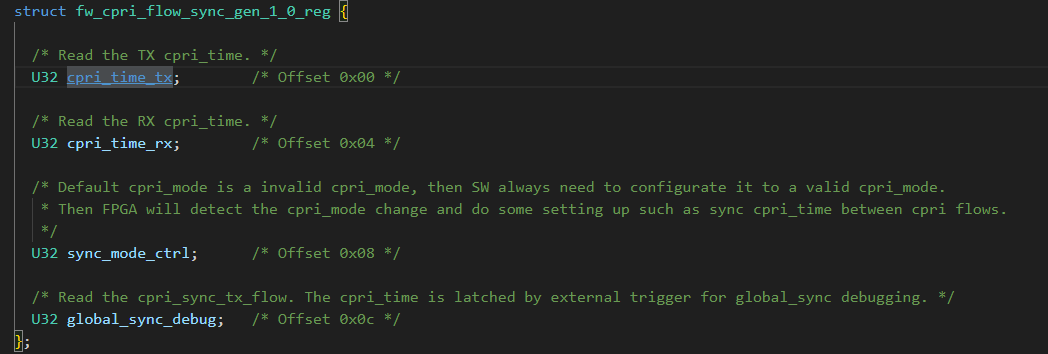 struct fw_cpri_flow_sync_gen_1_0_reg {
/* Read the TX cpri_time. */
U32 cpri_time_tx; /* Offset 0x00 */
/* Read the RX cpri_time. */
U32 cpri_time_rx; /* Offset 0x04 */
/* Default cpri_mode is a invalid cpri_mode, then SW always need to configurate it to a valid cpri_mode.
* Then FPGA will detect the cpri_mode change and do some setting up such as sync cpri_time between cpri flows.
*/
U32 sync_mode_ctrl; /* Offset 0x08 */
/* Read the cpri_sync_tx_flow. The cpri_time is latched by external trigger for global_sync debugging. */
U32 global_sync_debug; /* Offset 0x0c */
};